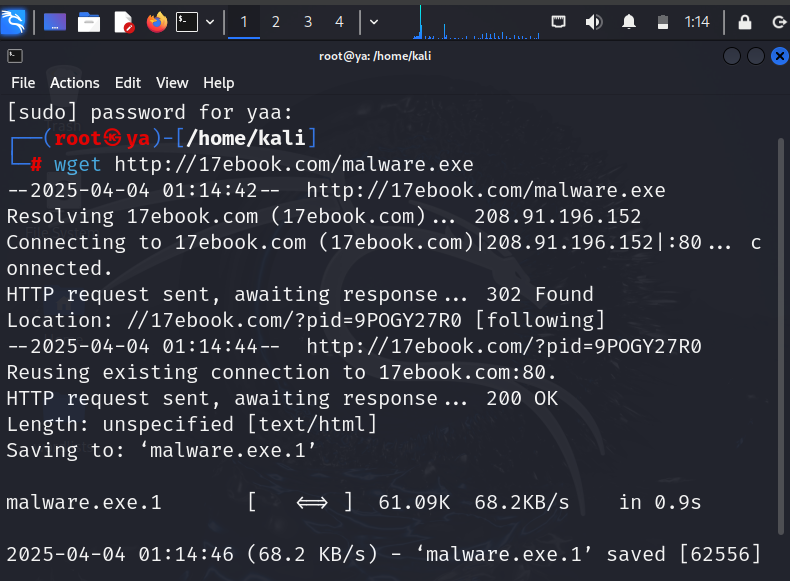 1 2 3 4 1:14
root@ya: /home/kali
File Actions Edit View Help
[sudo] password for yaa:
┌──(root㉿ya)-[/home/kali]
└─# wget http://17ebook.com/malware.exe
--2025-04-04 01:14:42-- http://17ebook.com/malware.exe
Resolving 17ebook.com (17ebook.com)... 208.91.196.152
Connecting to 17ebook.com (17ebook.com)|208.91.196.152|:80... c
onnected.
HTTP request sent, awaiting response... 302 Found
Location: //17ebook.com/?pid=9POGY27R0 [following]
--2025-04-04 01:14:44-- http://17ebook.com/?pid=9POGY27R0
Reusing existing connection to 17ebook.com:80.
HTTP request sent, awaiting response... 200 OK
Length: unspecified [text/html]
Saving to: ‘malware.exe.1’
malware.exe.1 [ <=> ] 61.09K 68.2KB/s in 0.9s
2025-04-04 01:14:46 (68.2 KB/s) - ‘malware.exe.1’ saved [62556]